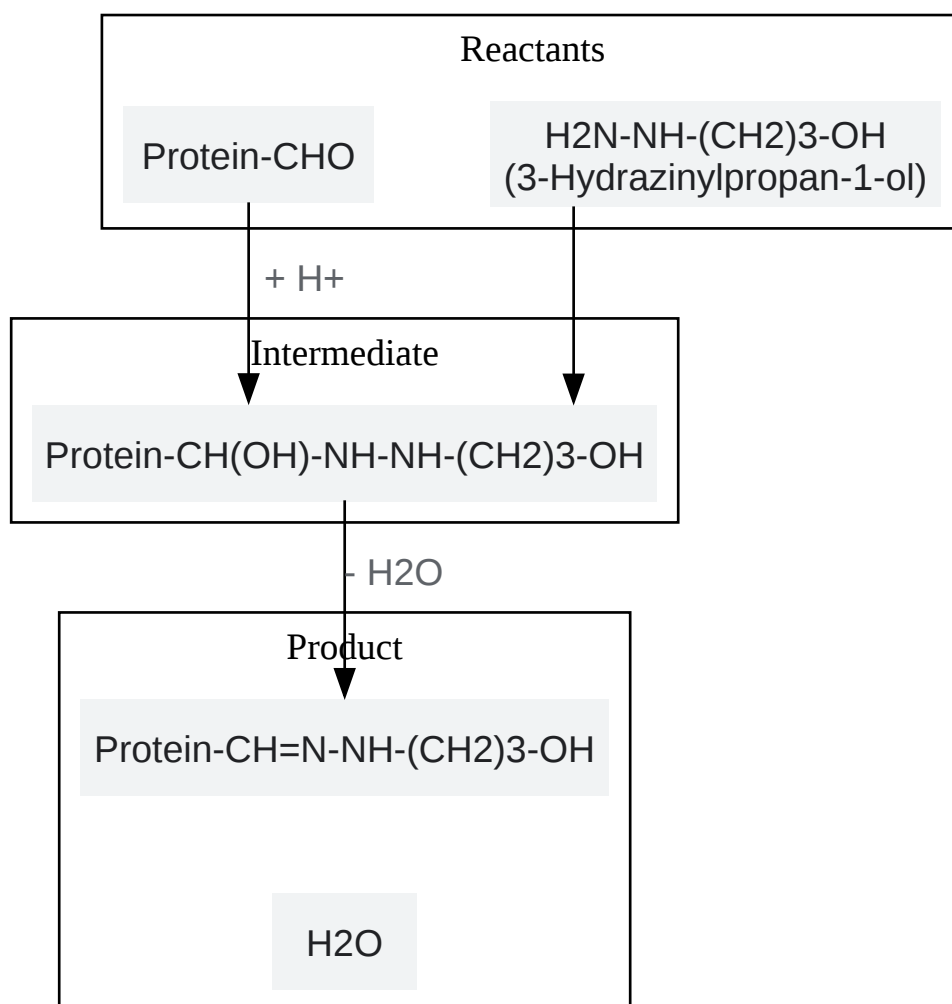 Reactants
Protein-CHO
H2N-NH-(CH2)3-OH
(3-Hydrazinylpropan-1-ol)
+ H+
Intermediate
Protein-CH(OH)-NH-NH-(CH2)3-OH
- H2O
Product
Protein-CH=N-NH-(CH2)3-OH
H2O